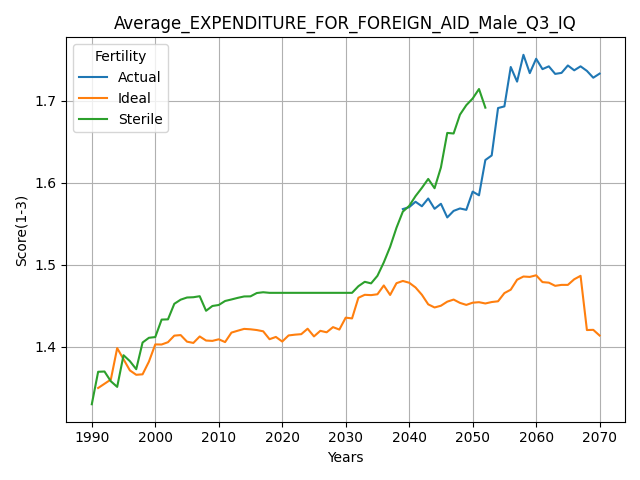 Average_EXPENDITURE_FOR_FOREIGN_AID_Male_Q3_IQ
Fertility
Actual
Ideal
Sterile
Score(1-3)
1.7
1.6
1.5
1.4
1990 2000 2010 2020 2030 2040 2050 2060 2070
Years